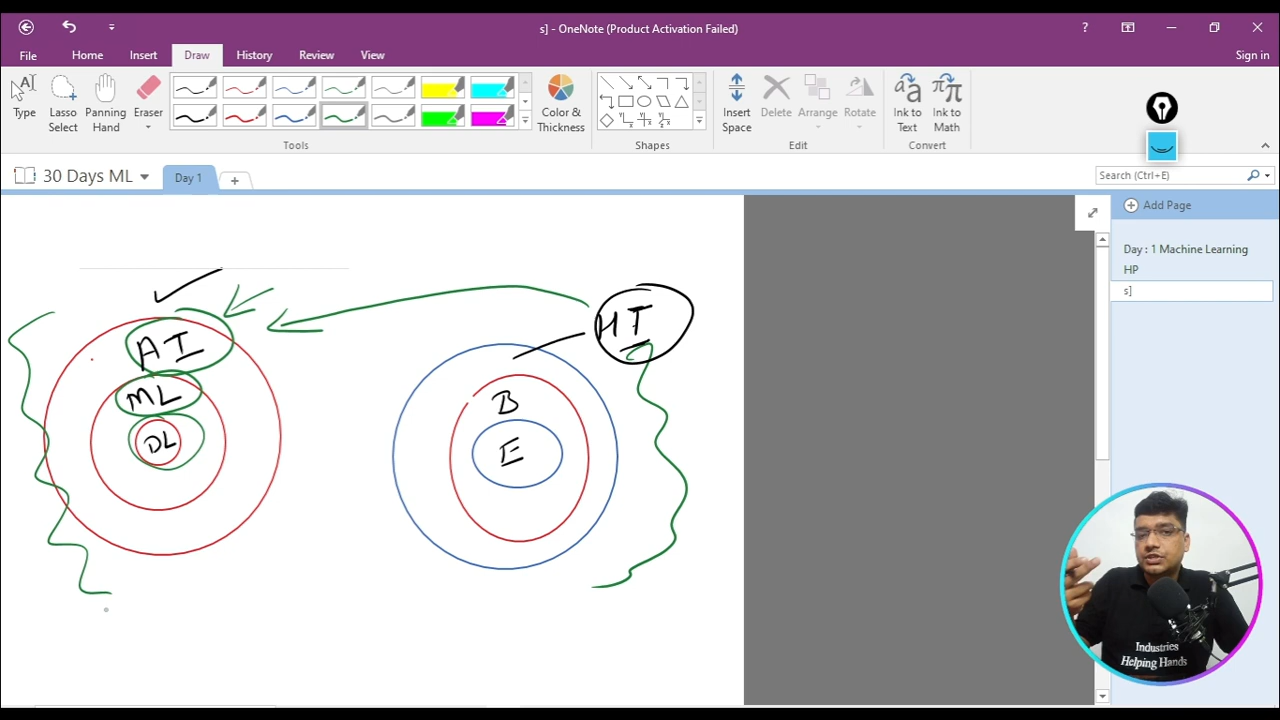 s] - OneNote (Product Activation Failed)
?
File Home Insert Draw History Review View
Sign in
Type
Lasso Select
Panning Hand
Eraser
Color & Thickness
Insert Space
Delete
Arrange
Rotate
Ink to Text
Ink to Math
Tools
Shapes
Edit
Convert
30 Days ML
Day 1
Search (Ctrl+E)
Add Page
Day : 1 Machine Learning
HP
s]
AI
ML
DL
HI
B
E
Industries
Helping Hands